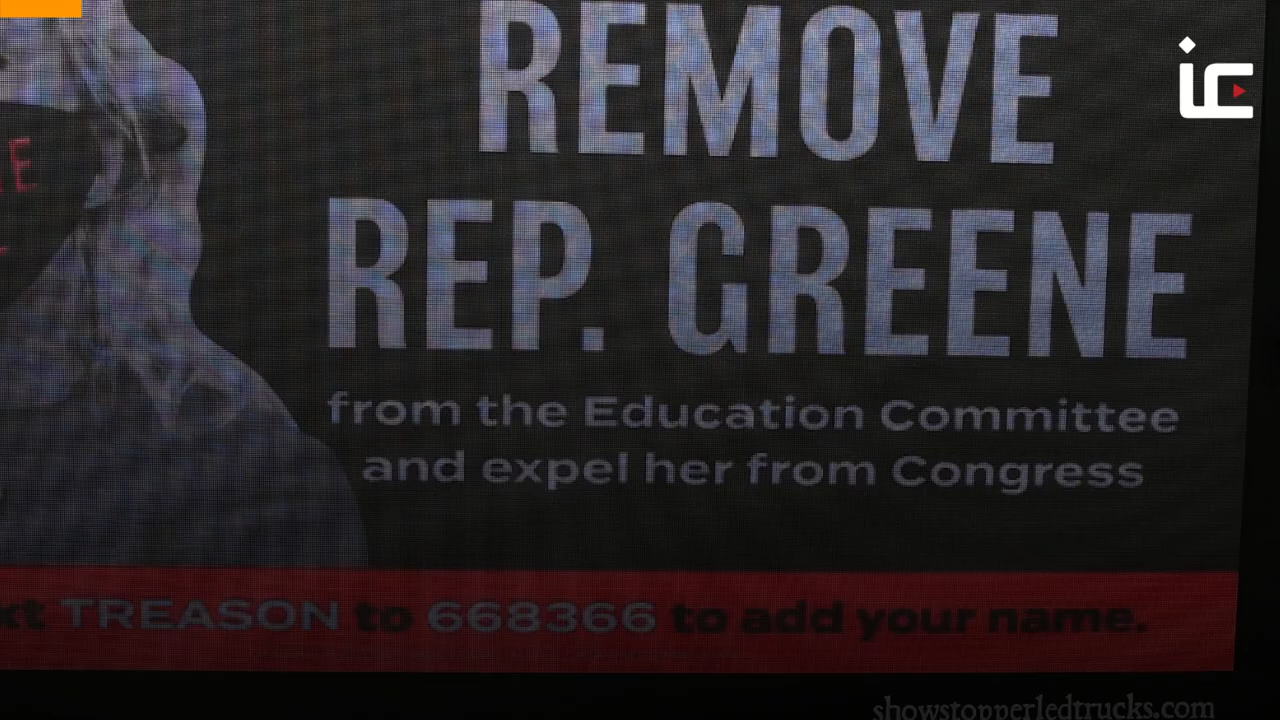 REMOVE
REP. GREENE
from the Education Committee
and expel her from Congress
TREASON to 668366 to add your name.
showstopperledtrucks.com